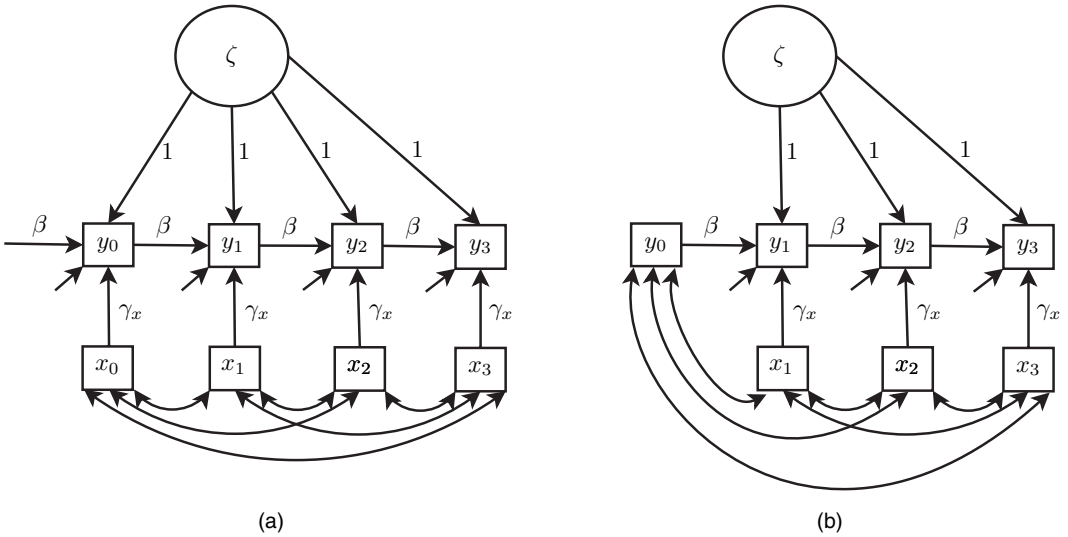 ζ ζ
1 1 1 1 1 1 1
β β β β β β β
y₀ y₁ y₂ y₃ y₀ y₁ y₂ y₃
γₓ γₓ γₓ γₓ γₓ γₓ γₓ
x₀ x₁ x₂ x₃ x₁ x₂ x₃
(a) (b)